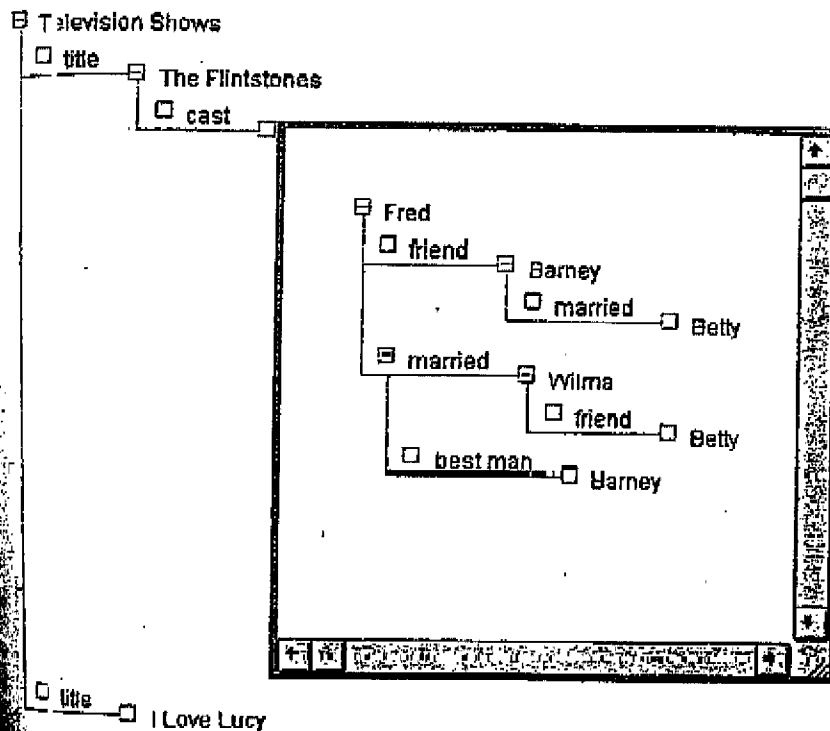 Television Shows
title
The Flintstones
cast
Fred
friend
Barney
married
Betty
married
Wilma
friend
Betty
best man
Barney
title
I Love Lucy